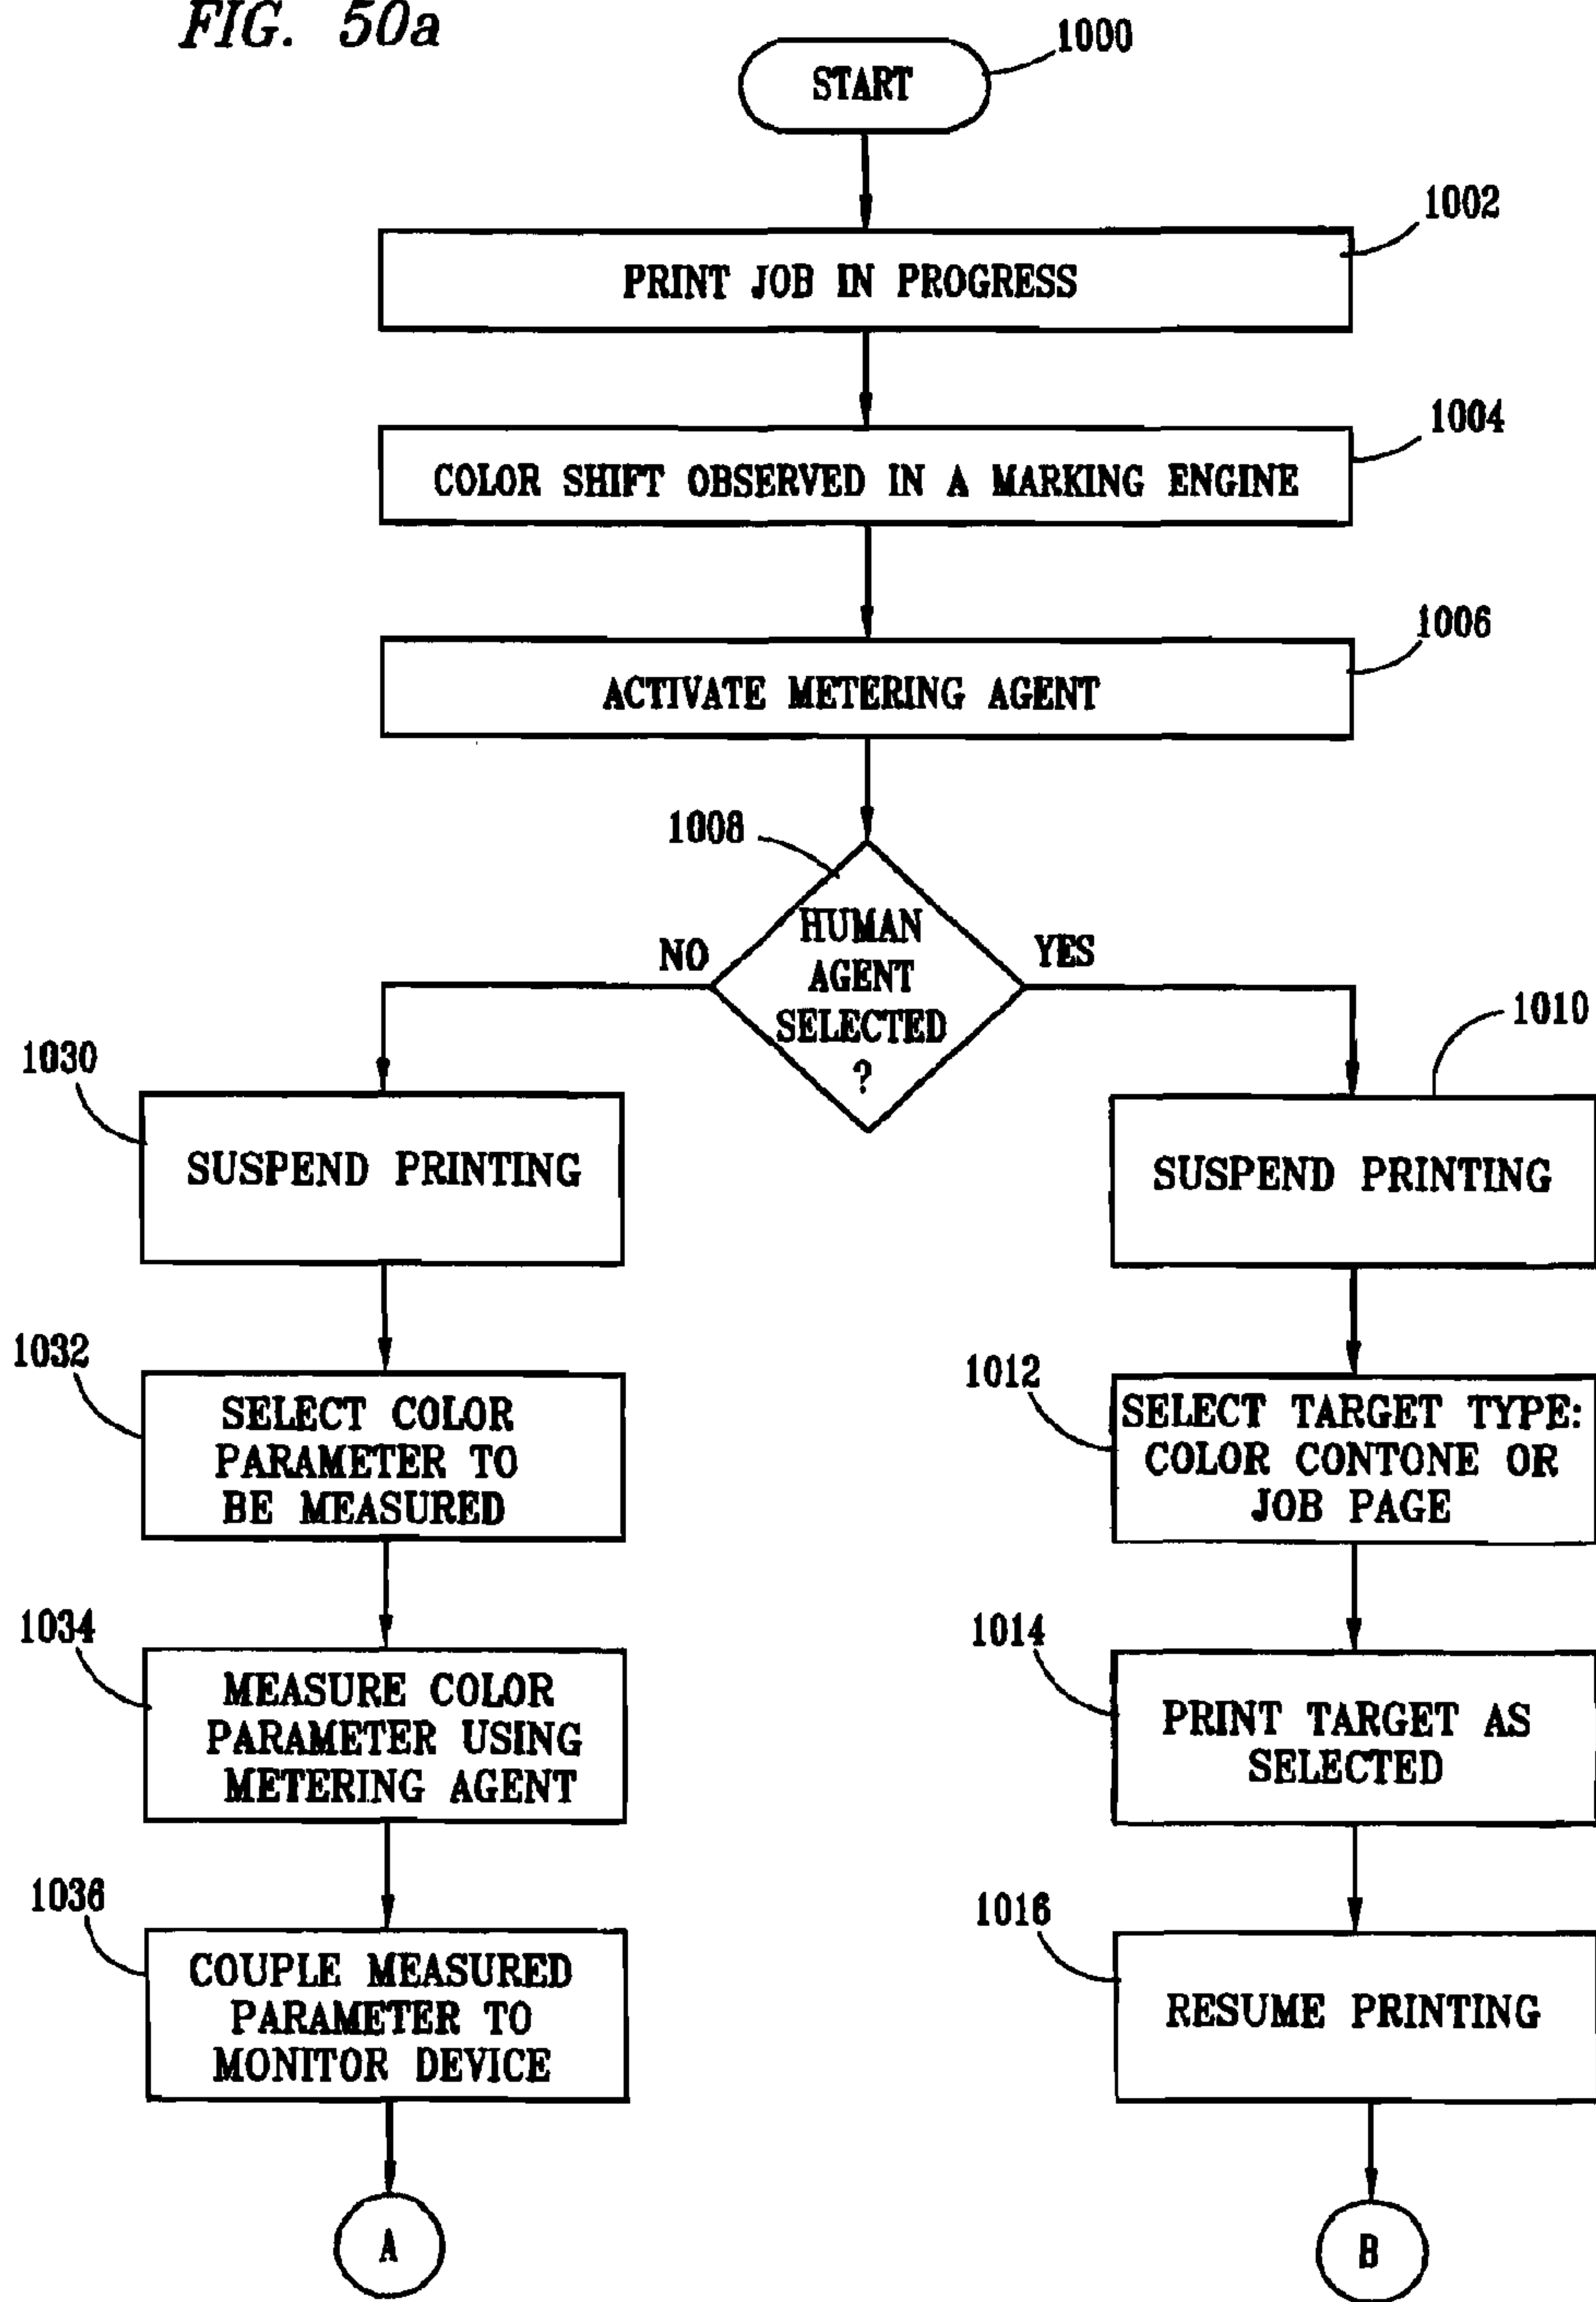 FIG. 50a
1000
START
1002
PRINT JOB IN PROGRESS
1004
COLOR SHIFT OBSERVED IN A MARKING ENGINE
1006
ACTIVATE METERING AGENT
1008
HUMAN
AGENT
SELECTED
?
NO
YES
1030
SUSPEND PRINTING
1032
SELECT COLOR
PARAMETER TO
BE MEASURED
1034
MEASURE COLOR
PARAMETER USING
METERING AGENT
1036
COUPLE MEASURED
PARAMETER TO
MONITOR DEVICE
A
1010
SUSPEND PRINTING
1012
SELECT TARGET TYPE:
COLOR CONTONE OR
JOB PAGE
1014
PRINT TARGET AS
SELECTED
1016
RESUME PRINTING
B